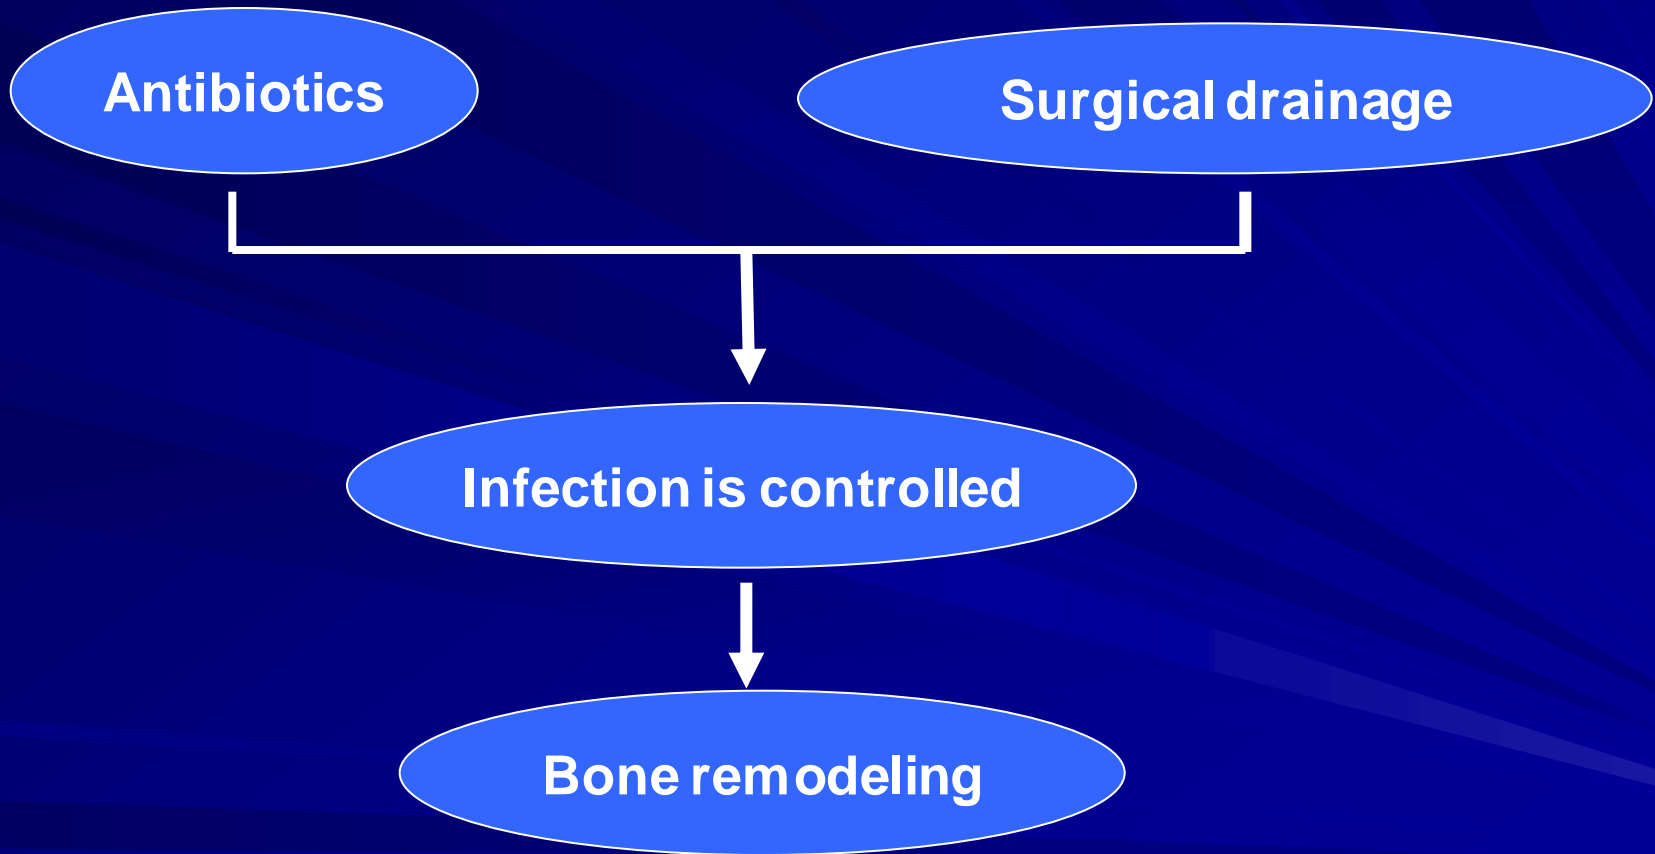 Antibiotics
Surgical drainage
Infection is controlled
Bone remodeling